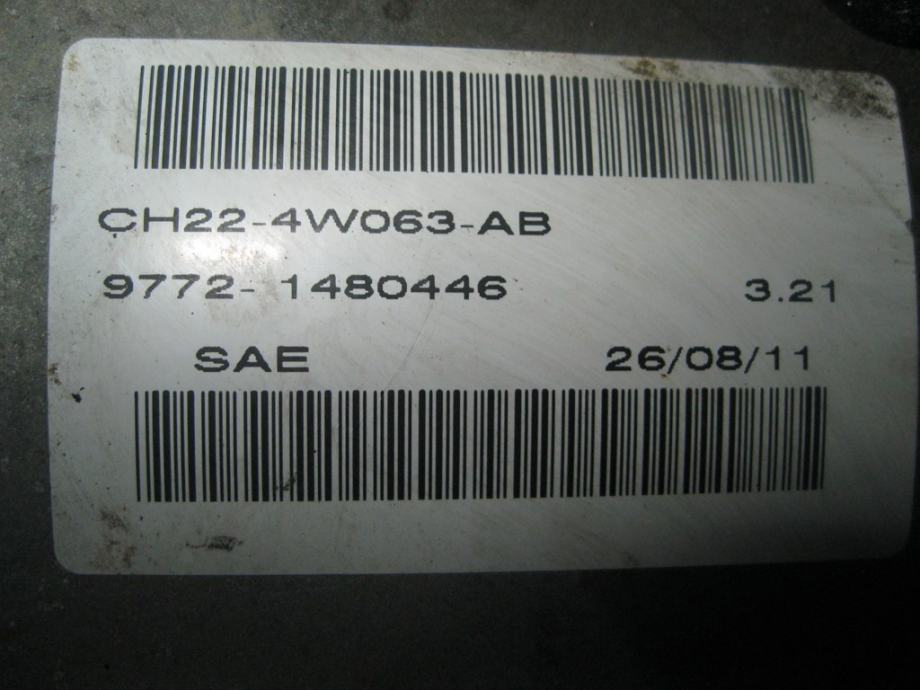 CH22-4W063-AB
9772- 1480446 3.21
SAE 26/08/11